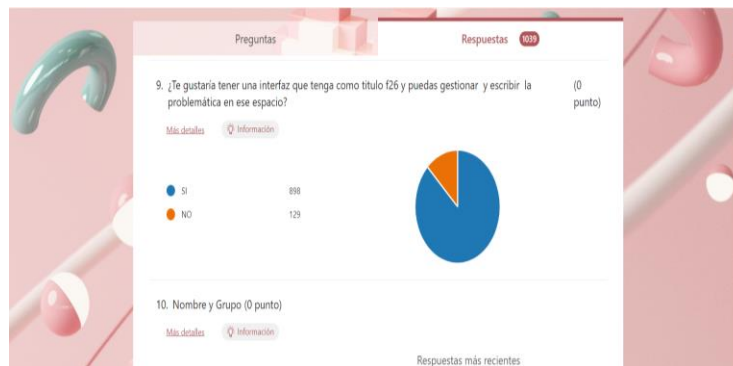 Preguntas
Respuestas 1039
9. ¿Te gustaría tener una interfaz que tenga como titulo f26 y puedas gestionar y escribir la
problemática en ese espacio?
(0
punto)
Más detalles
Información
SI 898
NO 129
10. Nombre y Grupo (0 punto)
Más detalles
Información
Respuestas más recientes